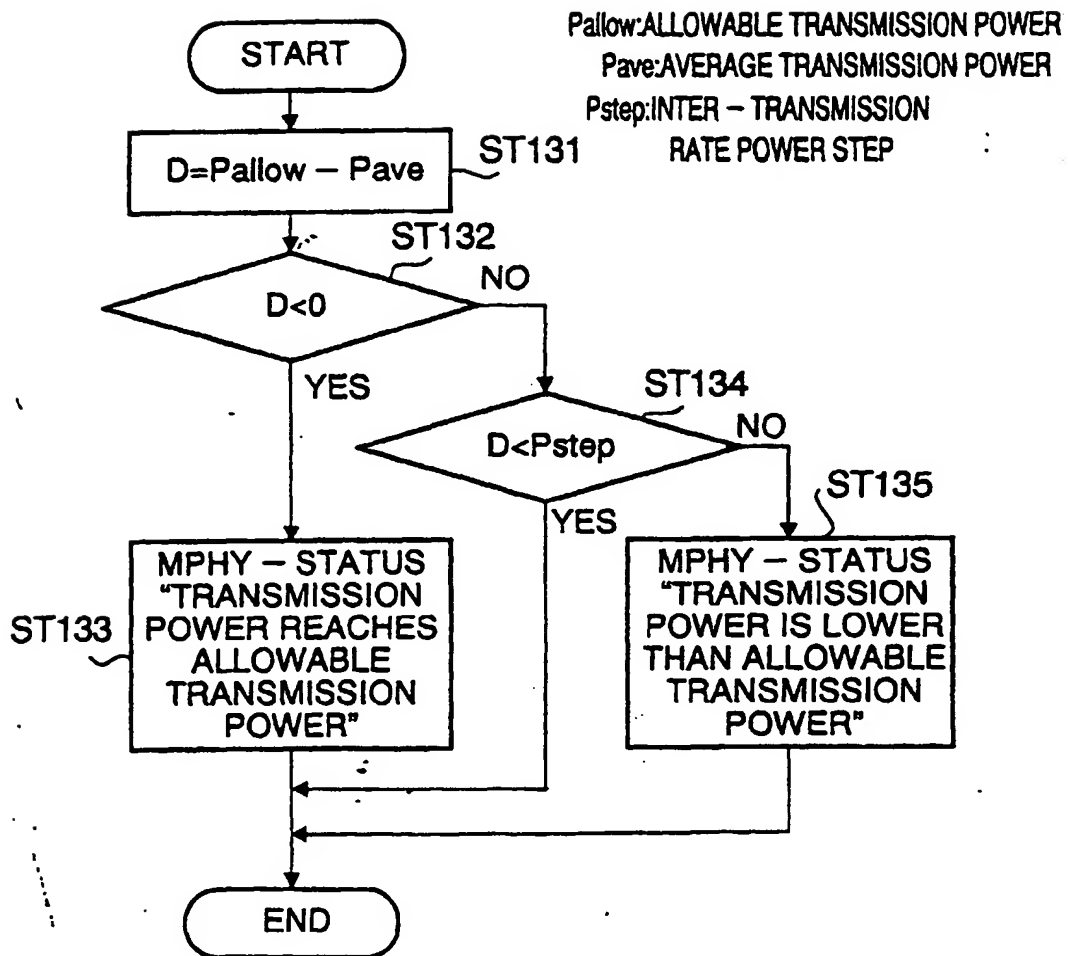 Pallow:ALLOWABLE TRANSMISSION POWER
Pave:AVERAGE TRANSMISSION POWER
Pstep:INTER – TRANSMISSION
RATE POWER STEP
START
D=Pallow – Pave
ST131
ST132
D<0
NO
YES
ST134
D<Pstep
NO
YES
ST135
MPHY – STATUS
“TRANSMISSION
POWER REACHES
ALLOWABLE
TRANSMISSION
POWER”
ST133
MPHY – STATUS
“TRANSMISSION
POWER IS LOWER
THAN ALLOWABLE
TRANSMISSION
POWER”
END